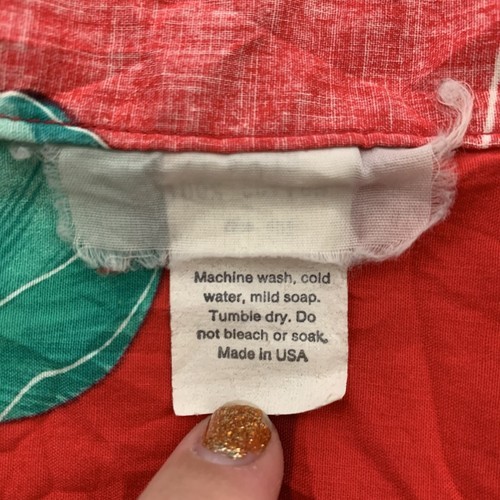 Machine wash, cold
water, mild soap.
Tumble dry. Do
not bleach or soak.
Made in USA